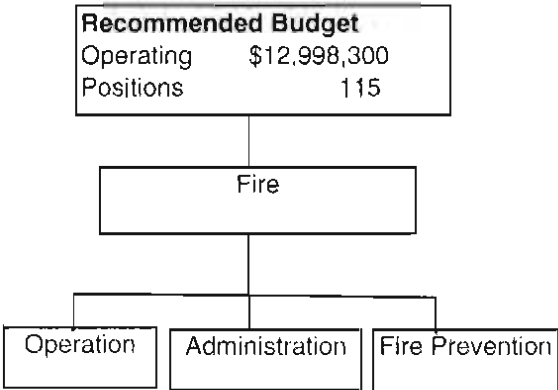 Recommended Budget
Operating $12,998,300
Positions 115
Fire
Operation
Administration
Fire Prevention